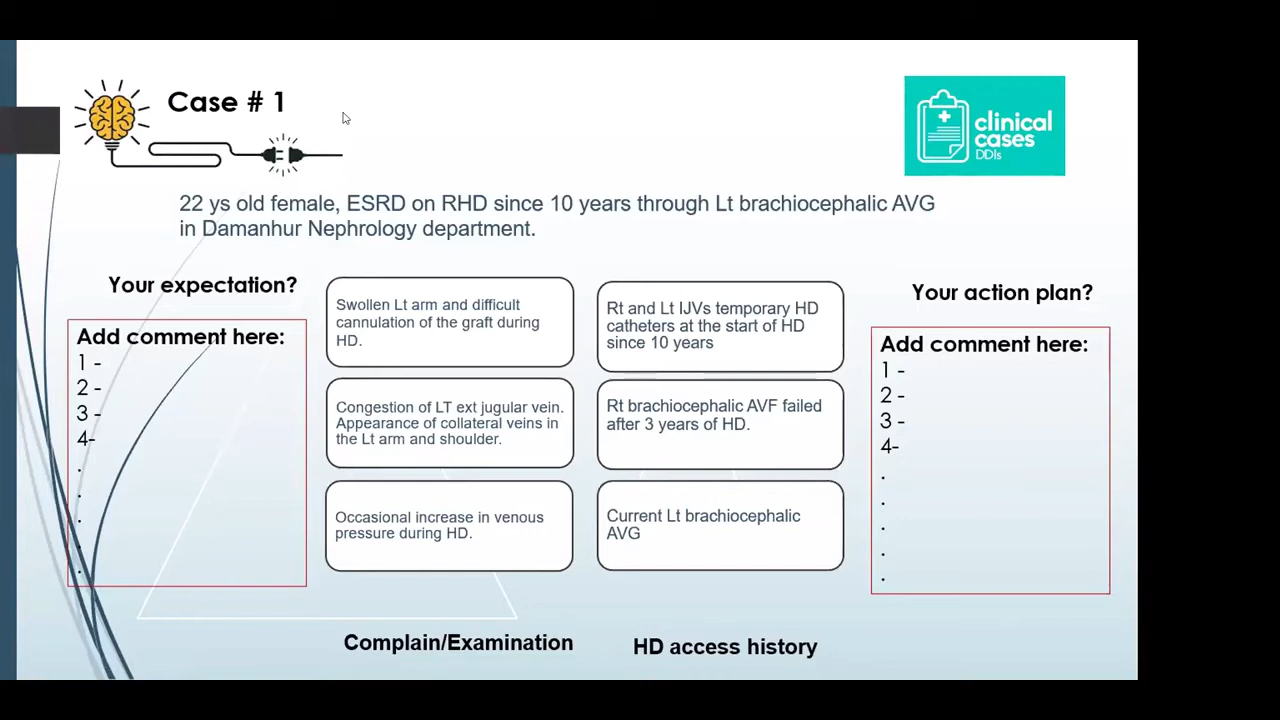 Case # 1
clinical
cases
DDIs
22 ys old female, ESRD on RHD since 10 years through Lt brachiocephalic AVG
in Damanhur Nephrology department.
Your expectation?
Add comment here:
1 -
2 -
3 -
4-
.
.
.
.
.
Swollen Lt arm and difficult
cannulation of the graft during
HD.
Congestion of LT ext jugular vein.
Appearance of collateral veins in
the Lt arm and shoulder.
Occasional increase in venous
pressure during HD.
Complain/Examination
Rt and Lt IJVs temporary HD
catheters at the start of HD
since 10 years
Rt brachiocephalic AVF failed
after 3 years of HD.
Current Lt brachiocephalic
AVG
HD access history
Your action plan?
Add comment here:
1 -
2 -
3 -
4-
.
.
.
.
.